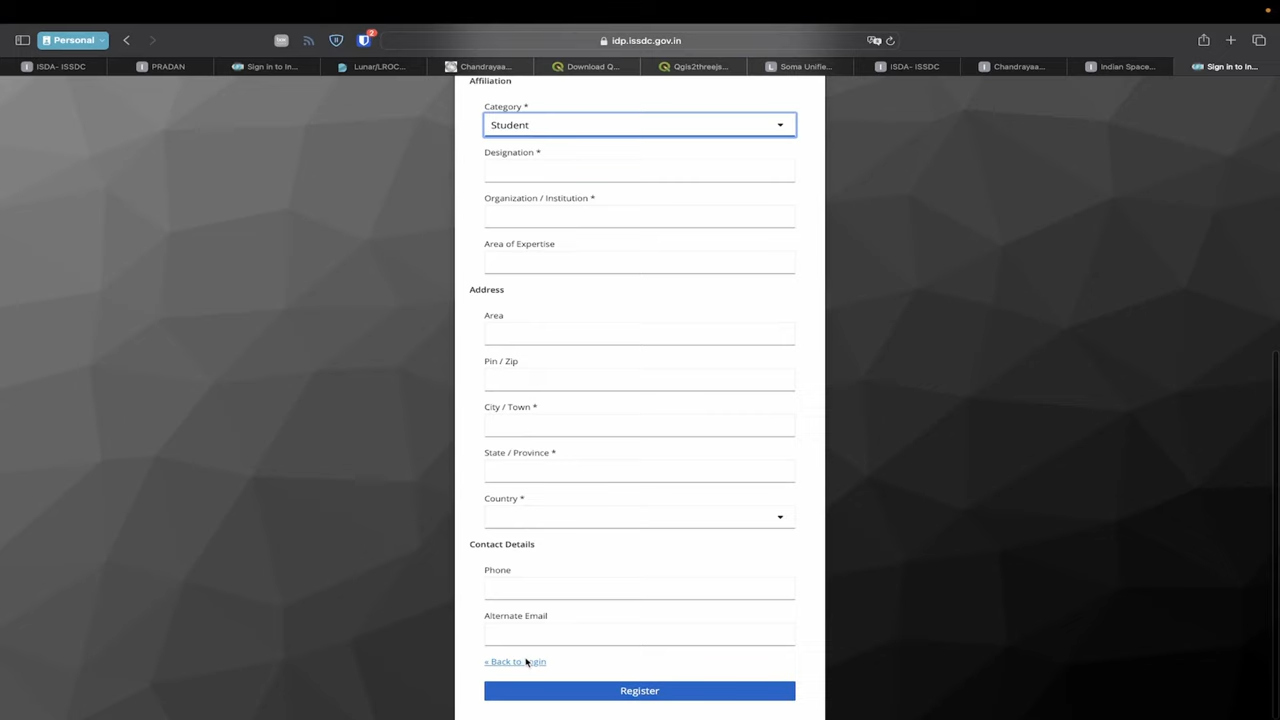 Personal
2
idp.issdc.gov.in
ISDA- ISSDC
PRADAN
Sign in to In...
Lunar/LROC...
Chandrayaa...
Download Q...
Qgis2threejs...
Soma Unifie...
ISDA- ISSDC
Chandrayaa...
Indian Space...
Sign in to In...
Affiliation
Category *
Student
Designation *
Organization / Institution *
Area of Expertise
Address
Area
Pin / Zip
City / Town *
State / Province *
Country *
Contact Details
Phone
Alternate Email
« Back to Login
Register